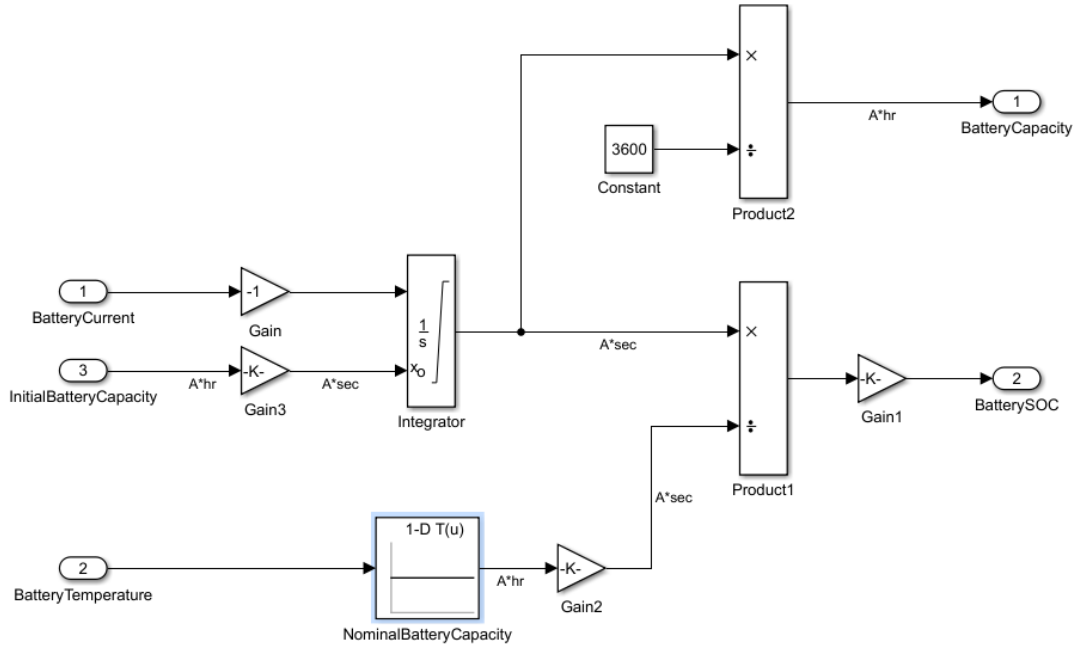 ×
1
A*hr
BatteryCapacity
3600
÷
Constant
Product2
1
-1
BatteryCurrent
Gain
1
s
×
A*sec
3
-K-
xo
A*hr
A*sec
InitialBatteryCapacity
Gain3
Integrator
-K-
2
Gain1
BatterySOC
÷
Product1
A*sec
1-D T(u)
2
-K-
A*hr
BatteryTemperature
Gain2
NominalBatteryCapacity